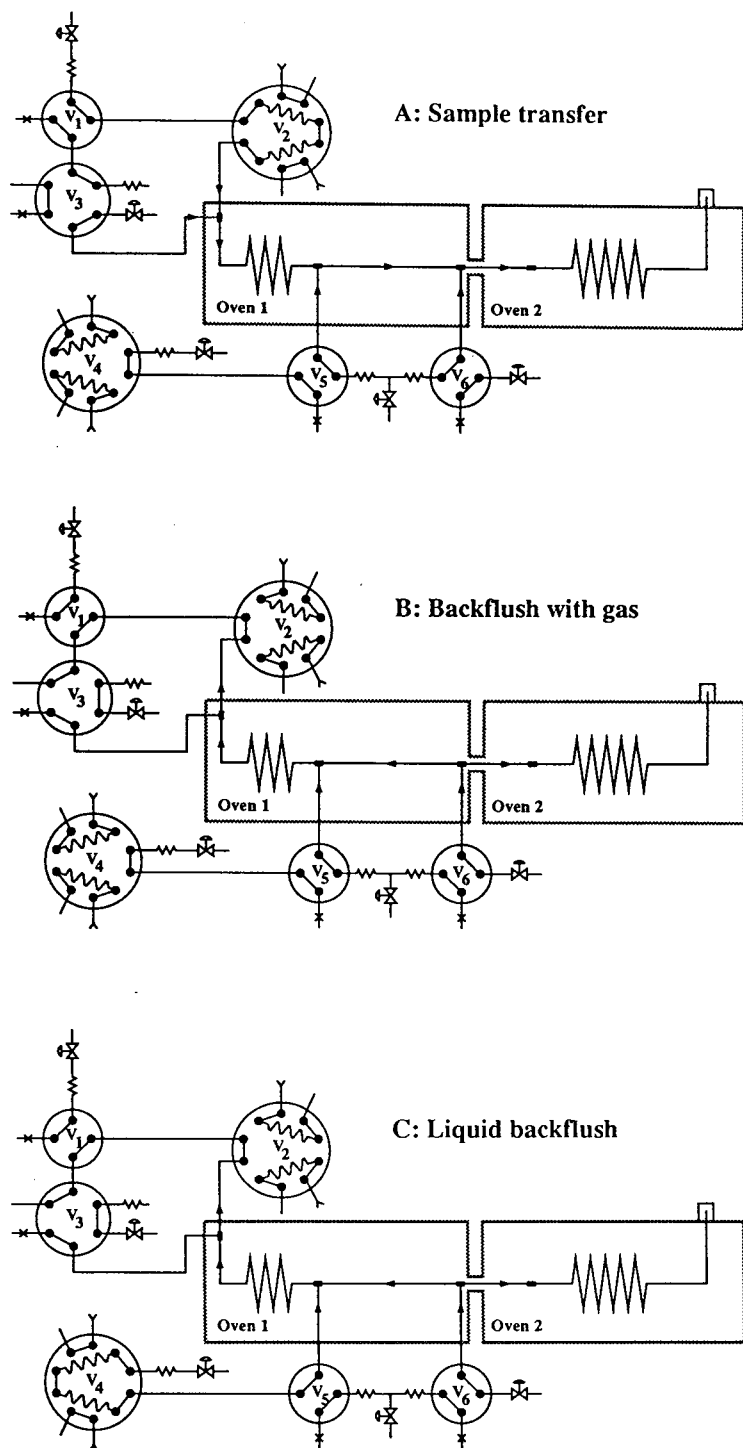 A: Sample transfer
V1
V2
V3
Oven 1
Oven 2
V4
V5
V6
B: Backflush with gas
V1
V2
V3
Oven 1
Oven 2
V4
V5
V6
C: Liquid backflush
V1
V2
V3
Oven 1
Oven 2
V4
V5
V6